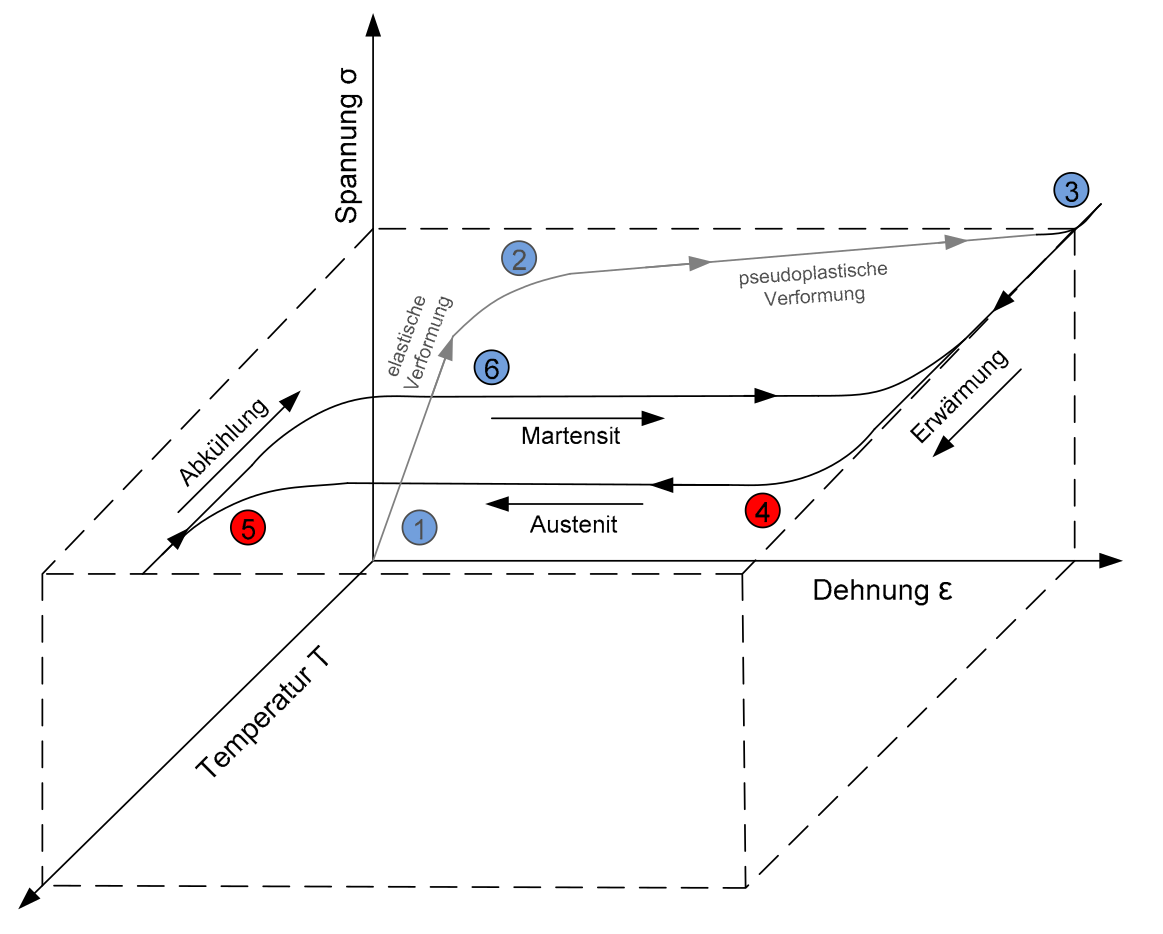 Spannung σ
3
2
pseudoplastische
Verformung
elastische
Verformung
6
Erwärmung
Abkühlung
Martensit
4
5
1
Austenit
Dehnung ε
Temperatur T